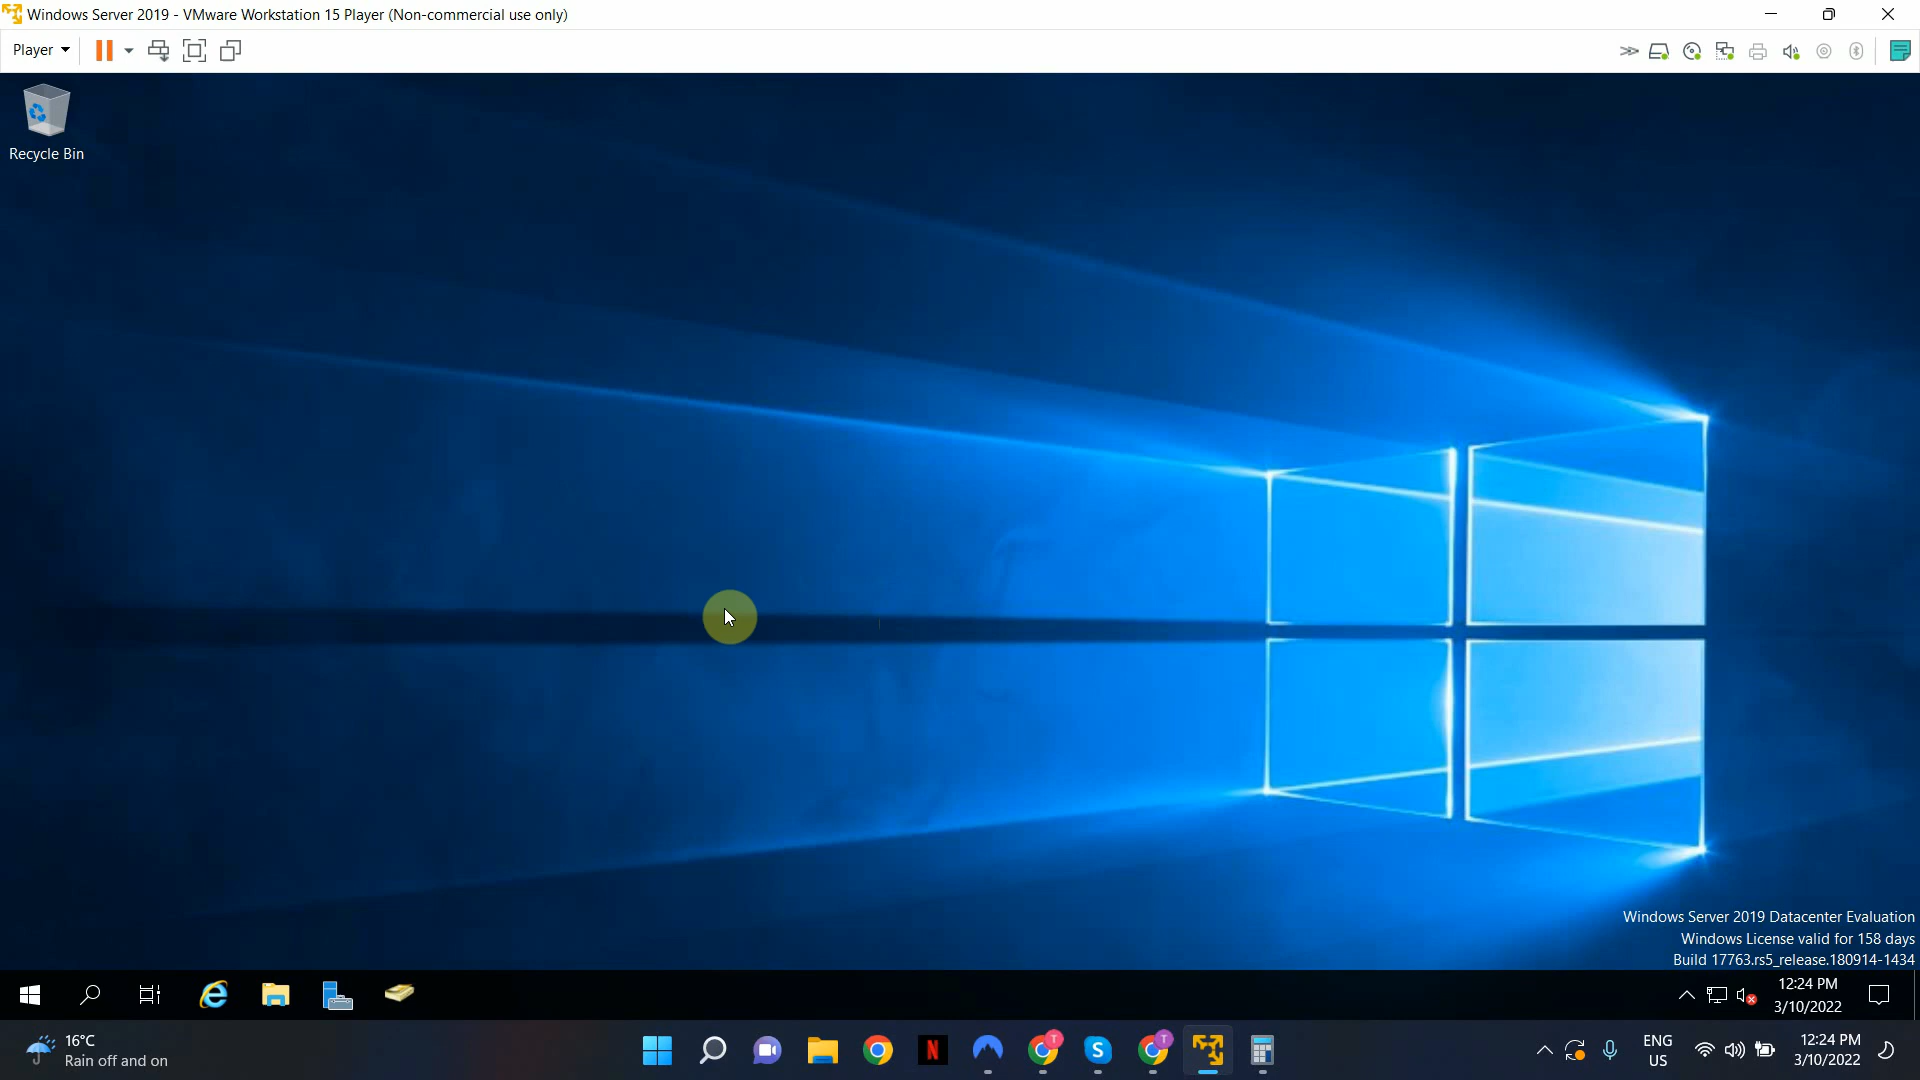 Windows Server 2019 - VMware Workstation 15 Player (Non-commercial use only)
Player
Recycle Bin
Windows Server 2019 Datacenter Evaluation
Windows License valid for 158 days
Build 17763.rs5_release.180914-1434
12:24 PM
3/10/2022
16°C
Rain off and on
N
T
S
T
ENG
US
12:24 PM
3/10/2022